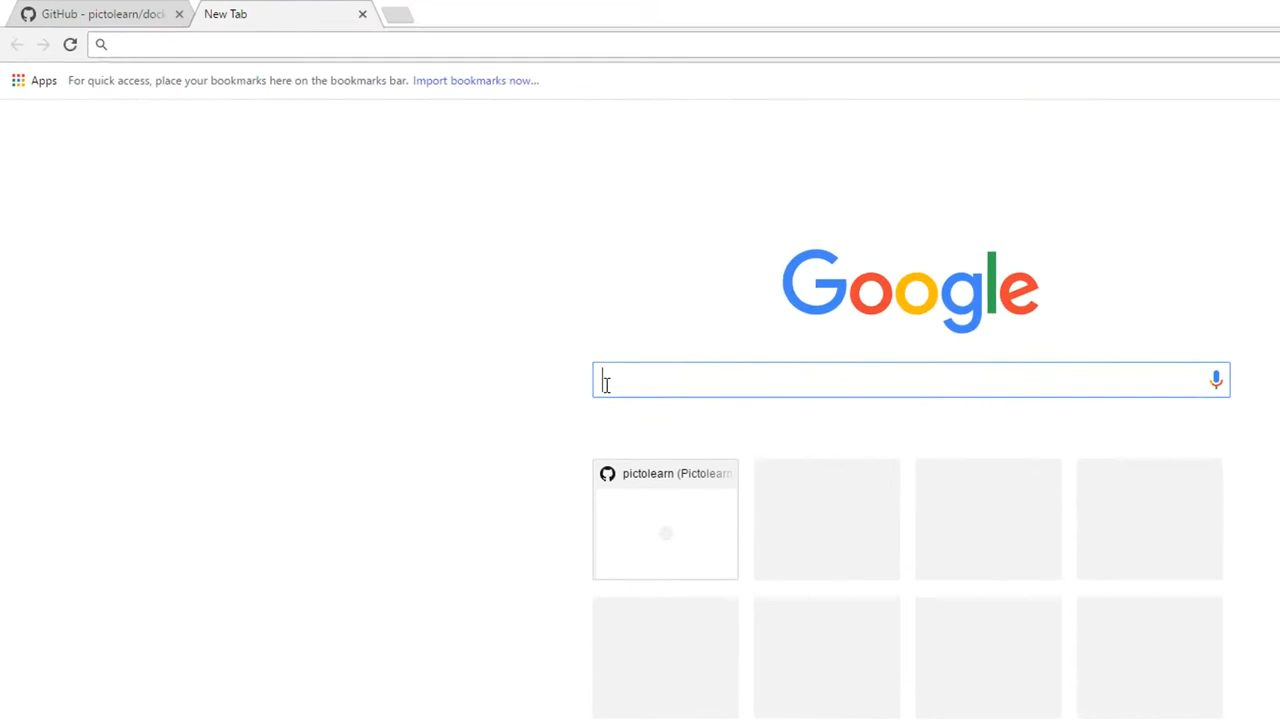 GitHub - pictolearn/dock
New Tab
Apps
For quick access, place your bookmarks here on the bookmarks bar. Import bookmarks now...
Google
pictolearn (Pictolearn